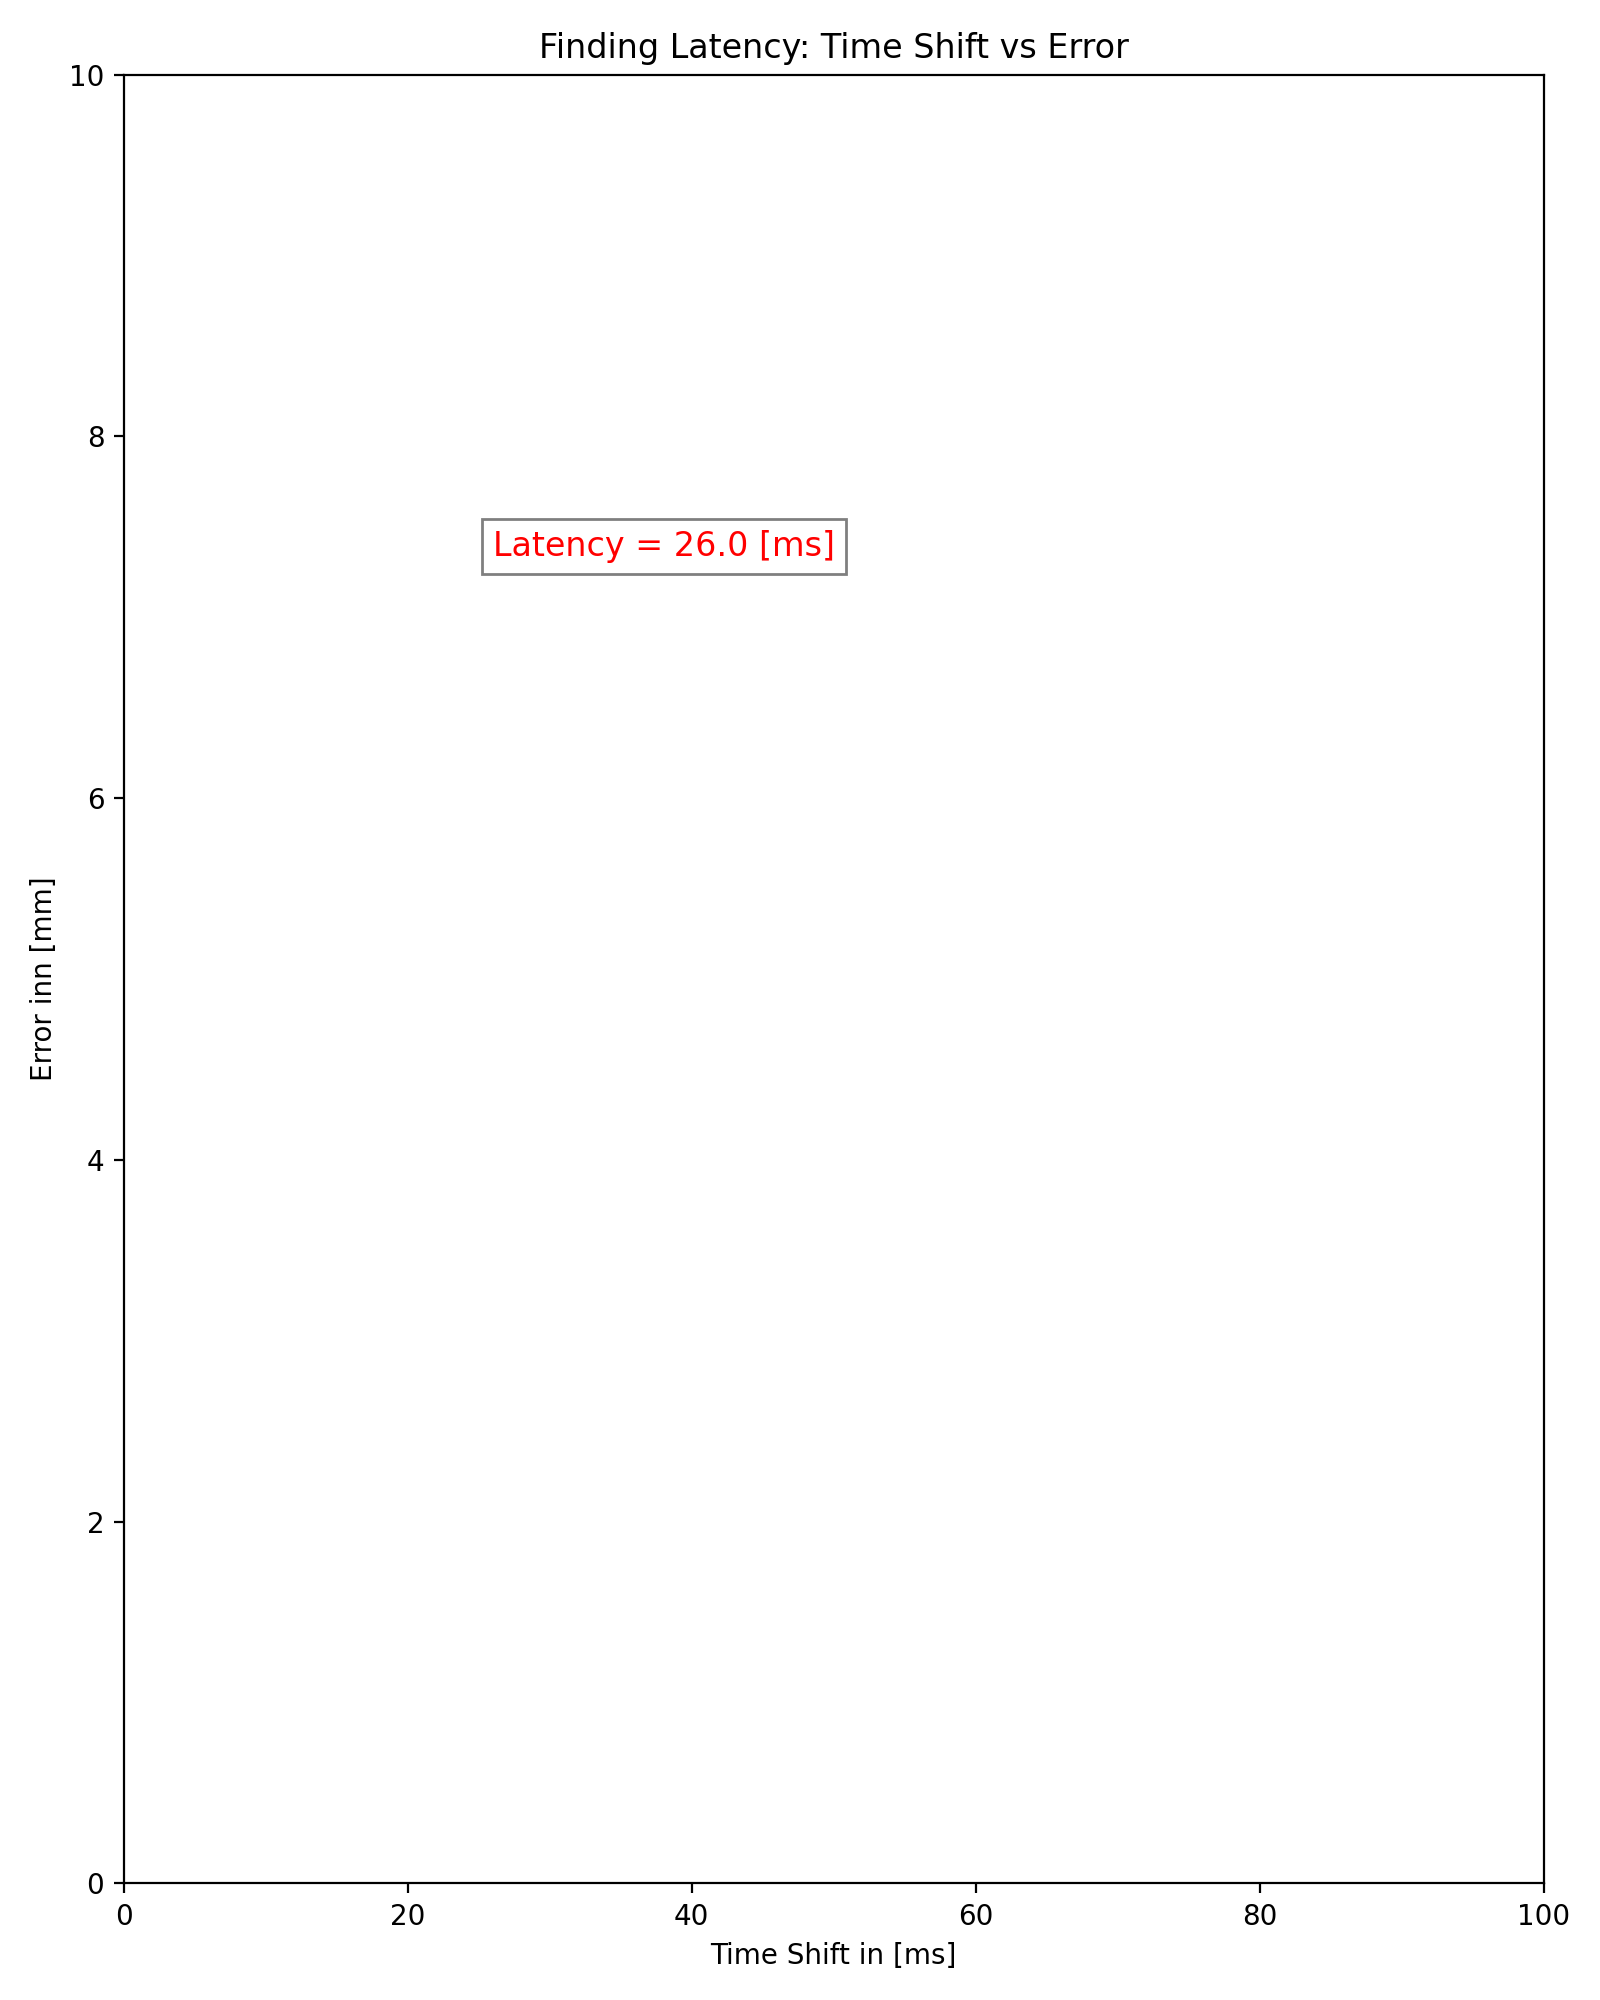 Finding Latency: Time Shift vs Error
10
8
Latency = 26.0 [ms]
6
Error inn [mm]
4
2
0
0 20 40 60 80 100
Time Shift in [ms]